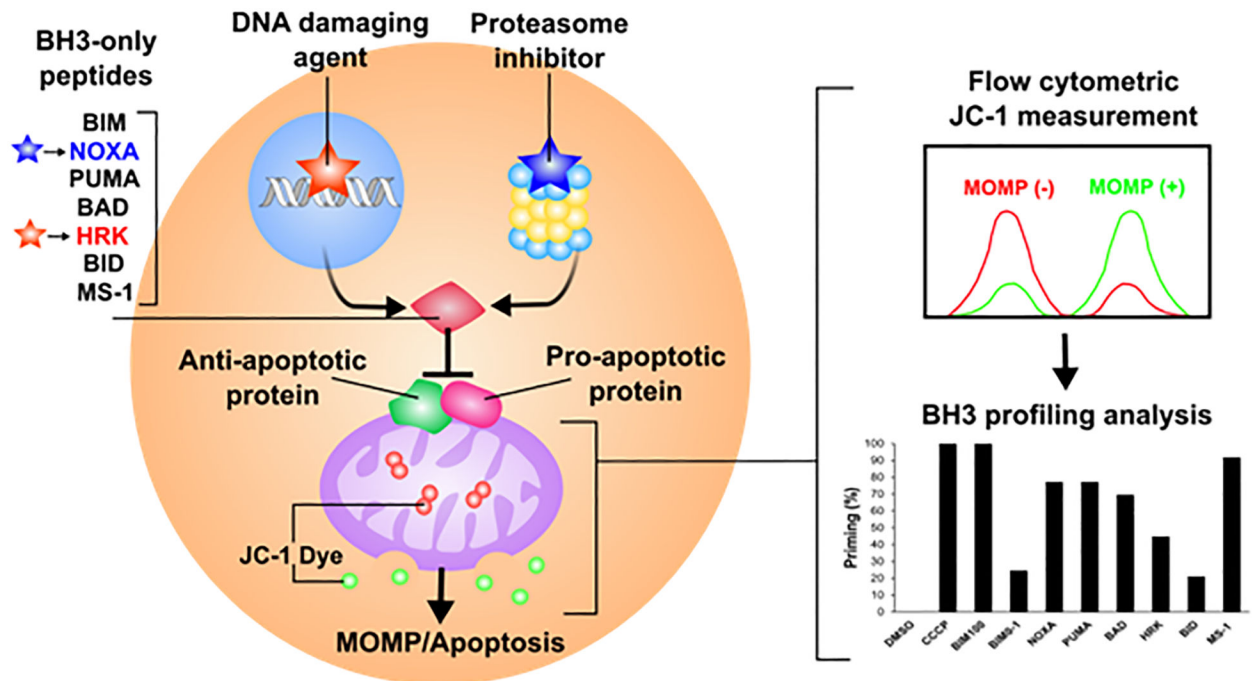 BH3-only
peptides
BIM
NOXA
PUMA
BAD
HRK
BID
MS-1
DNA damaging
agent
Proteasome
inhibitor
Anti-apoptotic
protein
Pro-apoptotic
protein
JC-1 Dye
MOMP/Apoptosis
Flow cytometric
JC-1 measurement
MOMP (-)
MOMP (+)
BH3 profiling analysis
Priming (%)
100
90
80
70
60
50
40
30
20
10
0
DMSO
CCCP
BIM100
BIMS-1
NOXA
PUMA
BAD
HRK
BID
MS-1